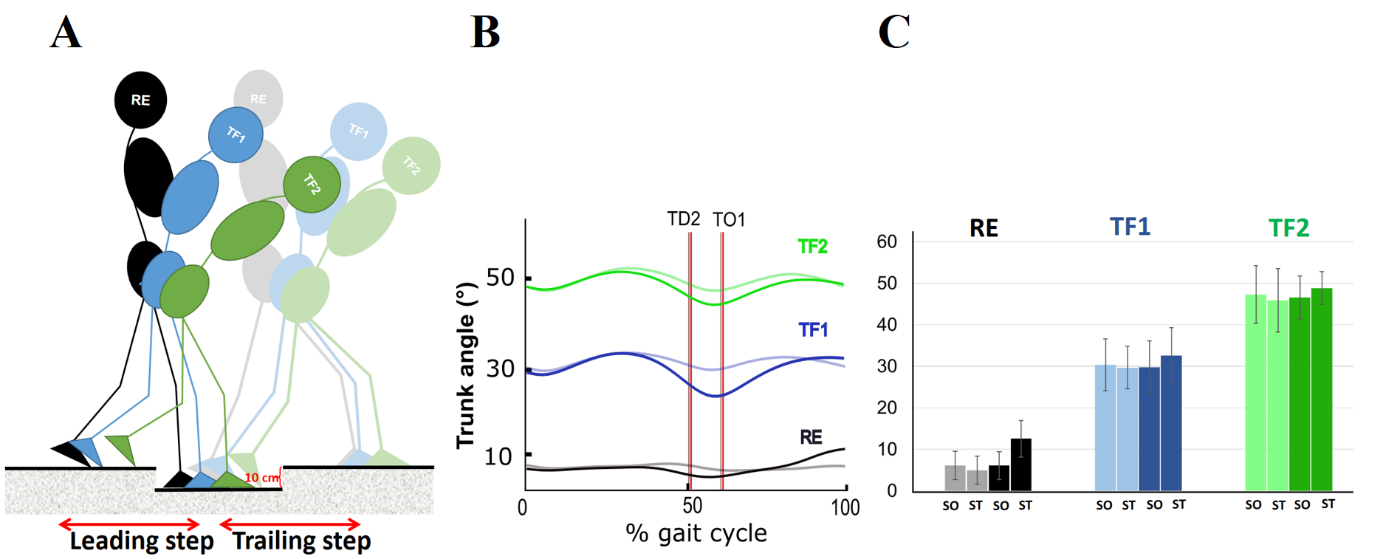 A
RE
RE
TF1
TF1
TF2
TF2
10 cm
Leading step
Trailing step
B
TD2
TO1
TF2
TF1
RE
Trunk angle (°)
50
30
10
0
50
100
% gait cycle
C
RE
TF1
TF2
60
50
40
30
20
10
0
SO ST SO ST
SO ST SO ST
SO ST SO ST